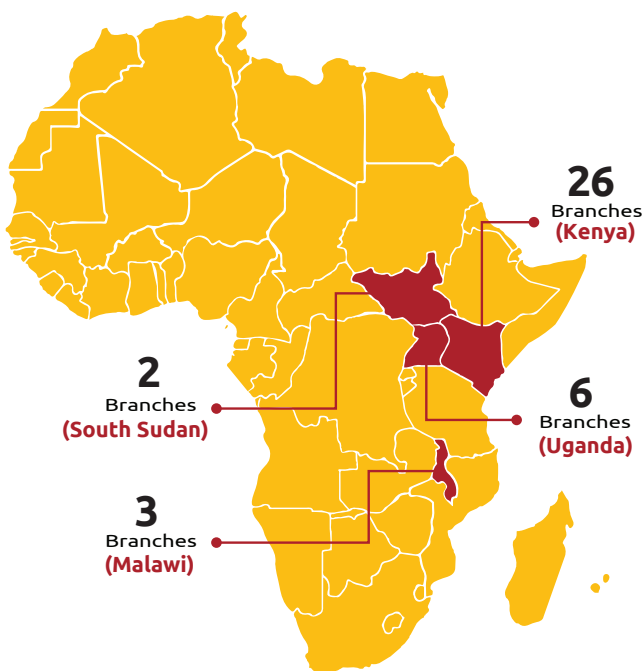 26
Branches
(Kenya)
2
Branches
(South Sudan)
6
Branches
(Uganda)
3
Branches
(Malawi)